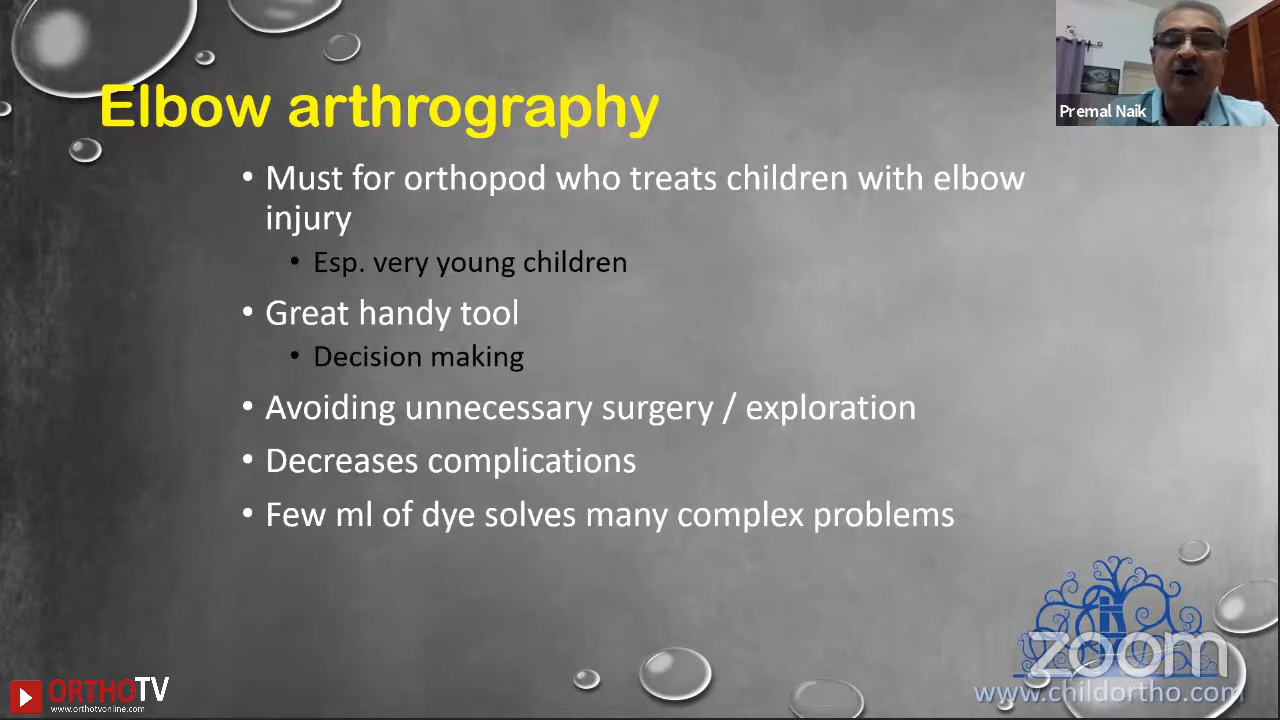 Elbow arthrography
Premal Naik
• Must for orthopod who treats children with elbow
injury
• Esp. very young children
• Great handy tool
• Decision making
• Avoiding unnecessary surgery / exploration
• Decreases complications
• Few ml of dye solves many complex problems
zoom
www.childortho.com
ORTHOTV
www.orthotvonline.com